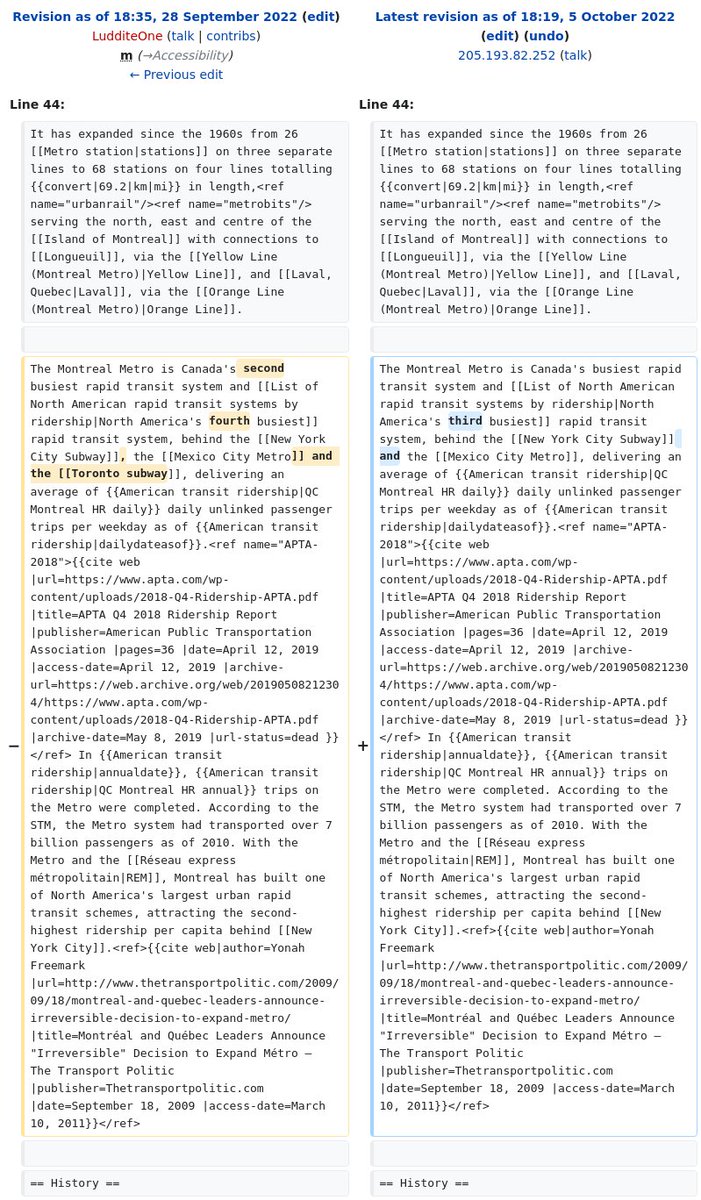 Revision as of 18:35, 28 September 2022 (edit)
LudditeOne (talk | contribs)
m (→Accessibility)
← Previous edit
Line 44:
It has expanded since the 1960s from 26
[[Metro station|stations]] on three separate
lines to 68 stations on four lines totalling
{{convert|69.2|km|mi}} in length,<ref
name="urbanrail"/><ref name="metrobits"/>
serving the north, east and centre of the
[[Island of Montreal]] with connections to
[[Longueuil]], via the [[Yellow Line
(Montreal Metro)|Yellow Line]], and [[Laval,
Quebec|Laval]], via the [[Orange Line
(Montreal Metro)|Orange Line]].
−
The Montreal Metro is Canada's second
busiest rapid transit system and [[List of
North American rapid transit systems by
ridership|North America's fourth busiest]]
rapid transit system, behind the [[New York
City Subway]], the [[Mexico City Metro]] and
the [[Toronto subway]], delivering an
average of {{American transit ridership|QC
Montreal HR daily}} daily unlinked passenger
trips per weekday as of {{American transit
ridership|dailydateasof}}.<ref name="APTA-
2018">{{cite web
|url=https://www.apta.com/wp-
content/uploads/2018-Q4-Ridership-APTA.pdf
|title=APTA Q4 2018 Ridership Report
|publisher=American Public Transportation
Association |pages=36 |date=April 12, 2019
|access-date=April 12, 2019 |archive-
url=https://web.archive.org/web/2019050821230
4/https://www.apta.com/wp-
content/uploads/2018-Q4-Ridership-APTA.pdf
|archive-date=May 8, 2019 |url-status=dead }}
</ref> In {{American transit
ridership|annualdate}}, {{American transit
ridership|QC Montreal HR annual}} trips on
the Metro were completed. According to the
STM, the Metro system had transported over 7
billion passengers as of 2010. With the
Metro and the [[Réseau express
métropolitain|REM]], Montreal has built one
of North America's largest urban rapid
transit schemes, attracting the second-
highest ridership per capita behind [[New
York City]].<ref>{{cite web|author=Yonah
Freemark
|url=http://www.thetransportpolitic.com/2009/
09/18/montreal-and-quebec-leaders-announce-
irreversible-decision-to-expand-metro/
|title=Montréal and Québec Leaders Announce
"Irreversible" Decision to Expand Métro –
The Transport Politic
|publisher=Thetransportpolitic.com
|date=September 18, 2009 |access-date=March
10, 2011}}</ref>
== History ==
Latest revision as of 18:19, 5 October 2022
(edit) (undo)
205.193.82.252 (talk)
Line 44:
It has expanded since the 1960s from 26
[[Metro station|stations]] on three separate
lines to 68 stations on four lines totalling
{{convert|69.2|km|mi}} in length,<ref
name="urbanrail"/><ref name="metrobits"/>
serving the north, east and centre of the
[[Island of Montreal]] with connections to
[[Longueuil]], via the [[Yellow Line
(Montreal Metro)|Yellow Line]], and [[Laval,
Quebec|Laval]], via the [[Orange Line
(Montreal Metro)|Orange Line]].
+
The Montreal Metro is Canada's busiest rapid
transit system and [[List of North American
rapid transit systems by ridership|North
America's third busiest]] rapid transit
system, behind the [[New York City Subway]]
and the [[Mexico City Metro]], delivering an
average of {{American transit ridership|QC
Montreal HR daily}} daily unlinked passenger
trips per weekday as of {{American transit
ridership|dailydateasof}}.<ref name="APTA-
2018">{{cite web
|url=https://www.apta.com/wp-
content/uploads/2018-Q4-Ridership-APTA.pdf
|title=APTA Q4 2018 Ridership Report
|publisher=American Public Transportation
Association |pages=36 |date=April 12, 2019
|access-date=April 12, 2019 |archive-
url=https://web.archive.org/web/2019050821230
4/https://www.apta.com/wp-
content/uploads/2018-Q4-Ridership-APTA.pdf
|archive-date=May 8, 2019 |url-status=dead }}
</ref> In {{American transit
ridership|annualdate}}, {{American transit
ridership|QC Montreal HR annual}} trips on
the Metro were completed. According to the
STM, the Metro system had transported over 7
billion passengers as of 2010. With the
Metro and the [[Réseau express
métropolitain|REM]], Montreal has built one
of North America's largest urban rapid
transit schemes, attracting the second-
highest ridership per capita behind [[New
York City]].<ref>{{cite web|author=Yonah
Freemark
|url=http://www.thetransportpolitic.com/2009/
09/18/montreal-and-quebec-leaders-announce-
irreversible-decision-to-expand-metro/
|title=Montréal and Québec Leaders Announce
"Irreversible" Decision to Expand Métro –
The Transport Politic
|publisher=Thetransportpolitic.com
|date=September 18, 2009 |access-date=March
10, 2011}}</ref>
== History ==